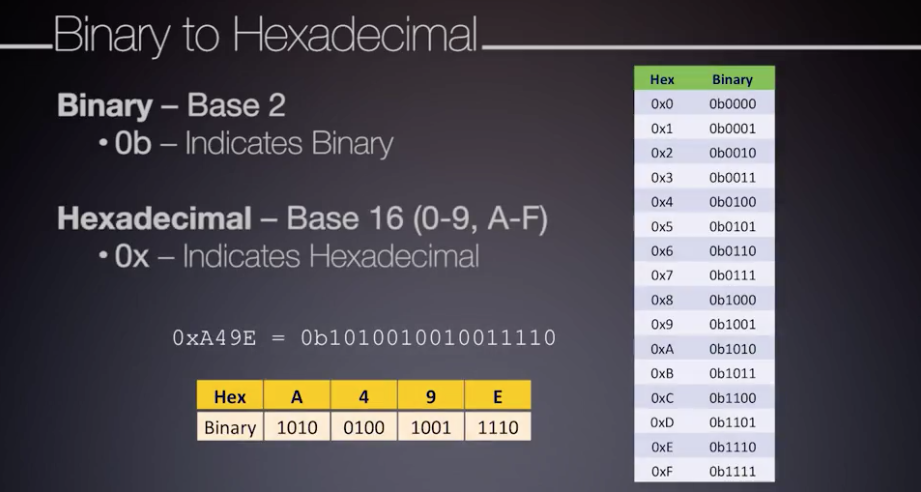 Binary to Hexadecimal
Binary – Base 2
• 0b – Indicates Binary
Hexadecimal – Base 16 (0-9, A-F)
• 0x – Indicates Hexadecimal
0xA49E = 0b1010010010011110
Hex A 4 9 E
Binary 1010 0100 1001 1110
Hex Binary
0x0 0b0000
0x1 0b0001
0x2 0b0010
0x3 0b0011
0x4 0b0100
0x5 0b0101
0x6 0b0110
0x7 0b0111
0x8 0b1000
0x9 0b1001
0xA 0b1010
0xB 0b1011
0xC 0b1100
0xD 0b1101
0xE 0b1110
0xF 0b1111